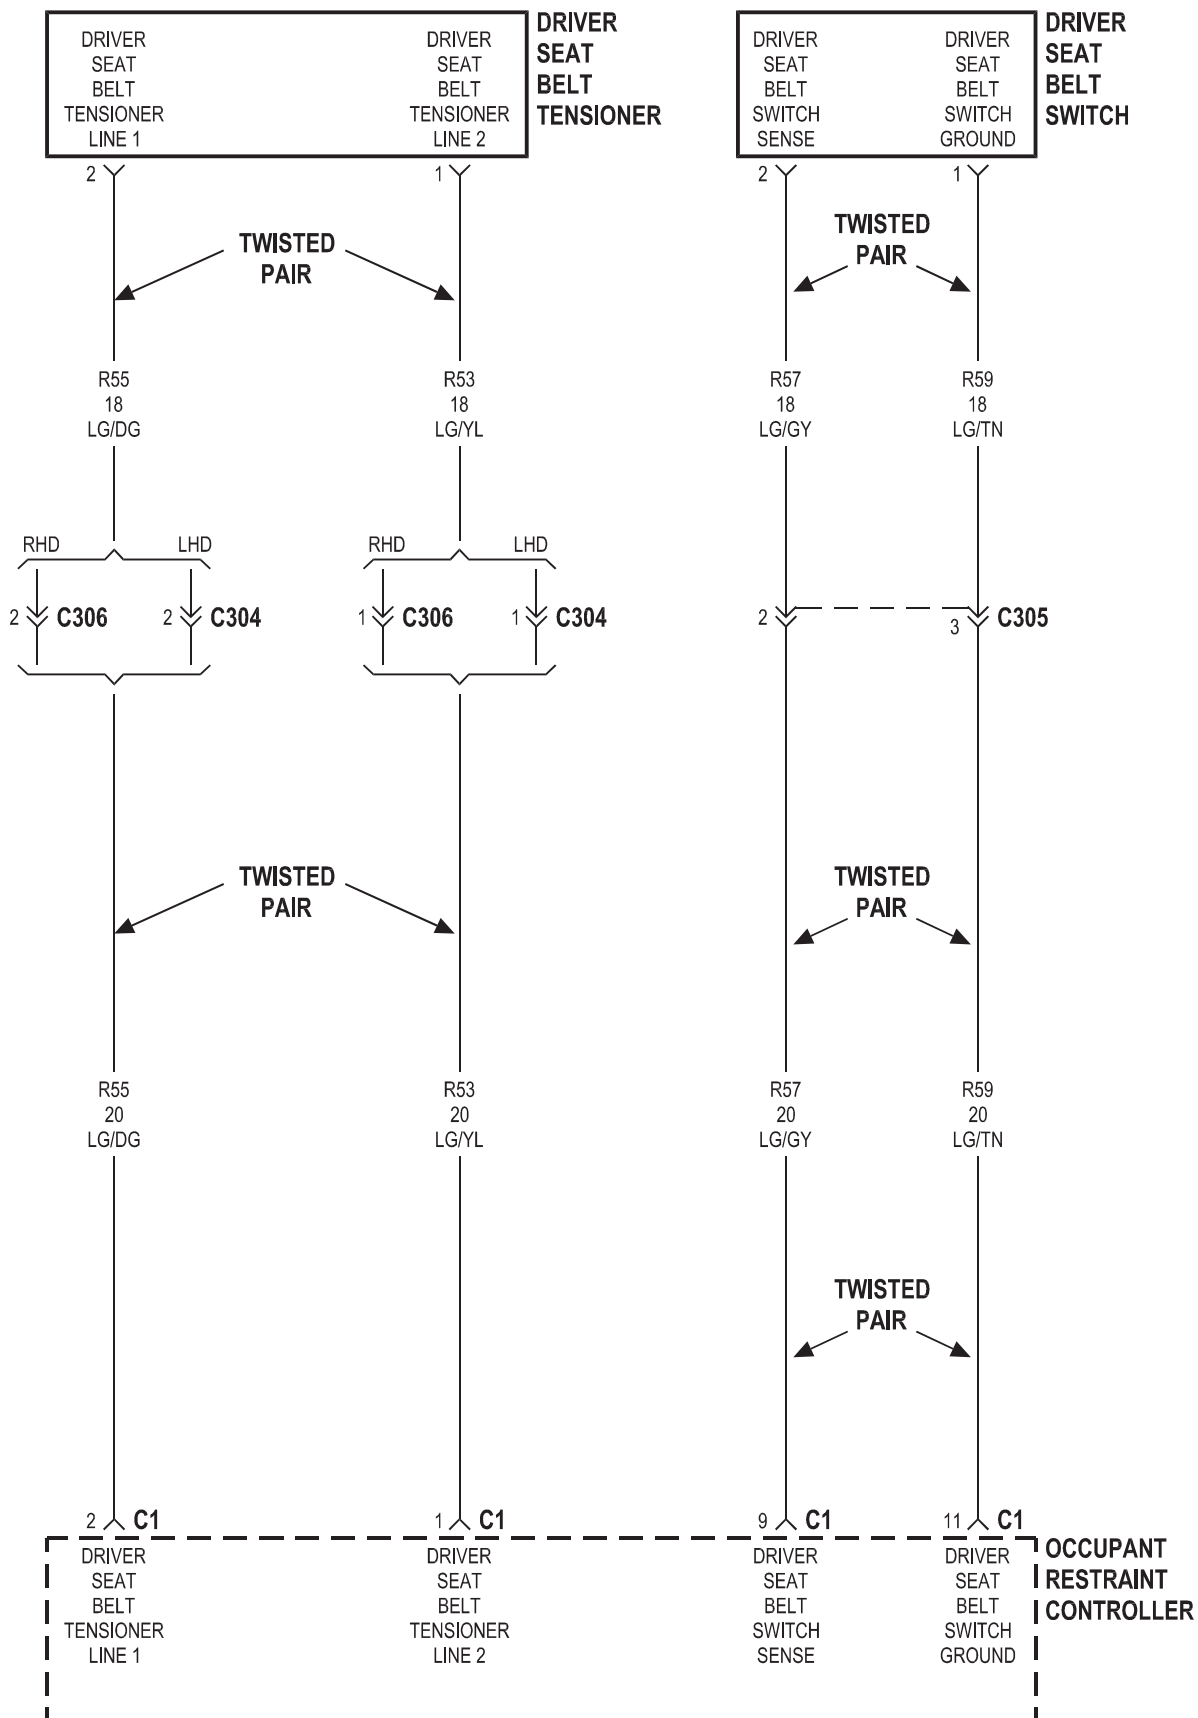 DRIVER
SEAT
BELT
TENSIONER
LINE 1
DRIVER
SEAT
BELT
TENSIONER
LINE 2
DRIVER
SEAT
BELT
TENSIONER
DRIVER
SEAT
BELT
SWITCH
SENSE
DRIVER
SEAT
BELT
SWITCH
GROUND
DRIVER
SEAT
BELT
SWITCH
2
1
2
1
TWISTED
PAIR
TWISTED
PAIR
R55
18
LG/DG
R53
18
LG/YL
R57
18
LG/GY
R59
18
LG/TN
RHD
LHD
RHD
LHD
2
C306
2
C304
1
C306
1
C304
2
3
C305
TWISTED
PAIR
TWISTED
PAIR
R55
20
LG/DG
R53
20
LG/YL
R57
20
LG/GY
R59
20
LG/TN
TWISTED
PAIR
2
C1
1
C1
9
C1
11
C1
DRIVER
SEAT
BELT
TENSIONER
LINE 1
DRIVER
SEAT
BELT
TENSIONER
LINE 2
DRIVER
SEAT
BELT
SWITCH
SENSE
DRIVER
SEAT
BELT
SWITCH
GROUND
OCCUPANT
RESTRAINT
CONTROLLER